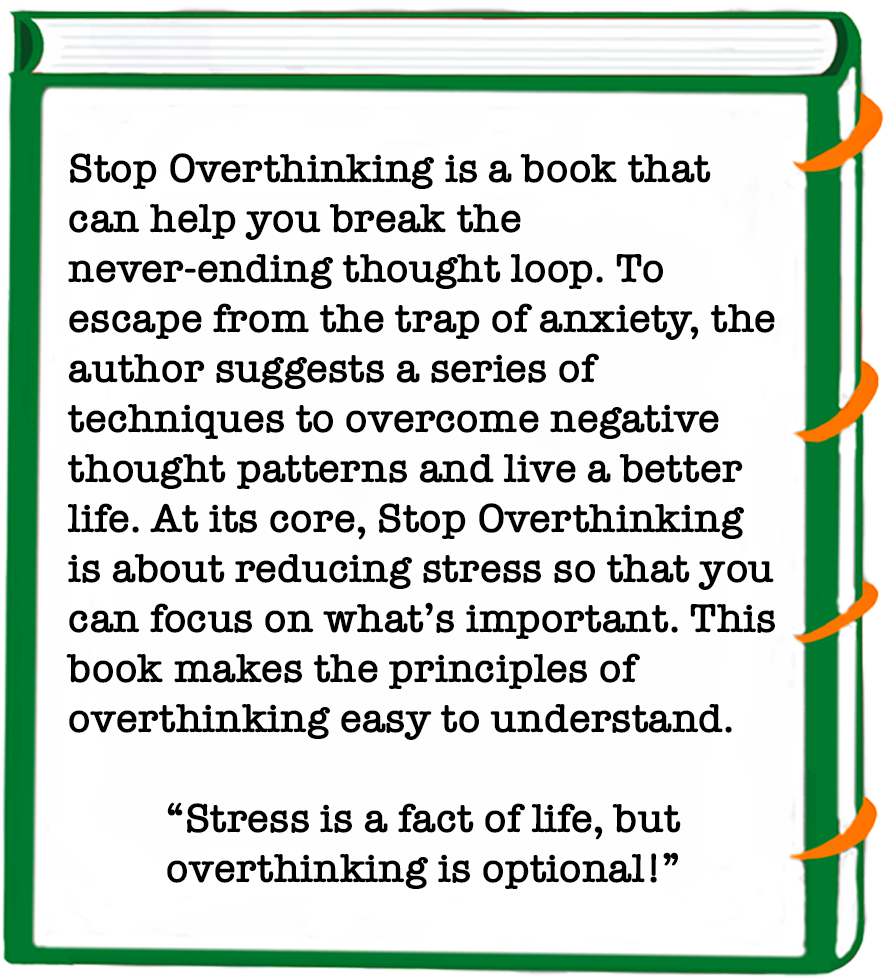 Stop Overthinking is a book that
can help you break the
never-ending thought loop. To
escape from the trap of anxiety, the
author suggests a series of
techniques to overcome negative
thought patterns and live a better
life. At its core, Stop Overthinking
is about reducing stress so that you
can focus on what’s important. This
book makes the principles of
overthinking easy to understand.
“Stress is a fact of life, but
overthinking is optional!”